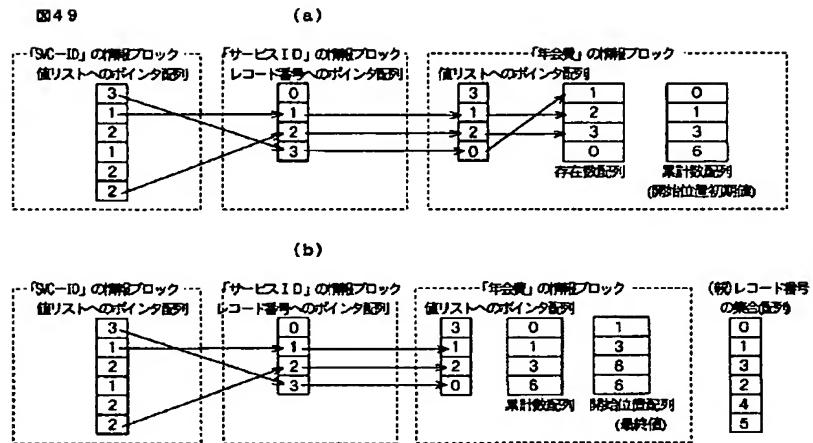 図49
(a)
「SVC-ID」の情報ブロック
値リストへのポインタ配列
3
1
2
1
2
2
「サービスID」の情報ブロック
レコード番号へのポインタ配列
0
1
2
3
「年会費」の情報ブロック
値リストへのポインタ配列
3
1
2
0
1
2
3
0
存在数配列
0
1
3
6
累計数配列
(開始位置初期値)
(b)
「SVC-ID」の情報ブロック
値リストへのポインタ配列
3
1
2
1
2
2
「サービスID」の情報ブロック
レコード番号へのポインタ配列
0
1
2
3
「年会費」の情報ブロック
値リストへのポインタ配列
3
1
2
0
0
1
3
6
累計数配列
1
3
6
6
開始位置配列
(最終値)
(親)レコード番号
の集合(配列)
0
1
3
2
4
5